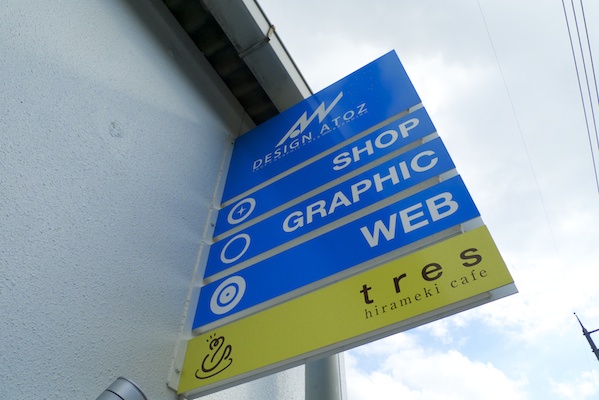 DESIGN ATOZ
SHOP
GRAPHIC
WEB
tres
hirameki cafe